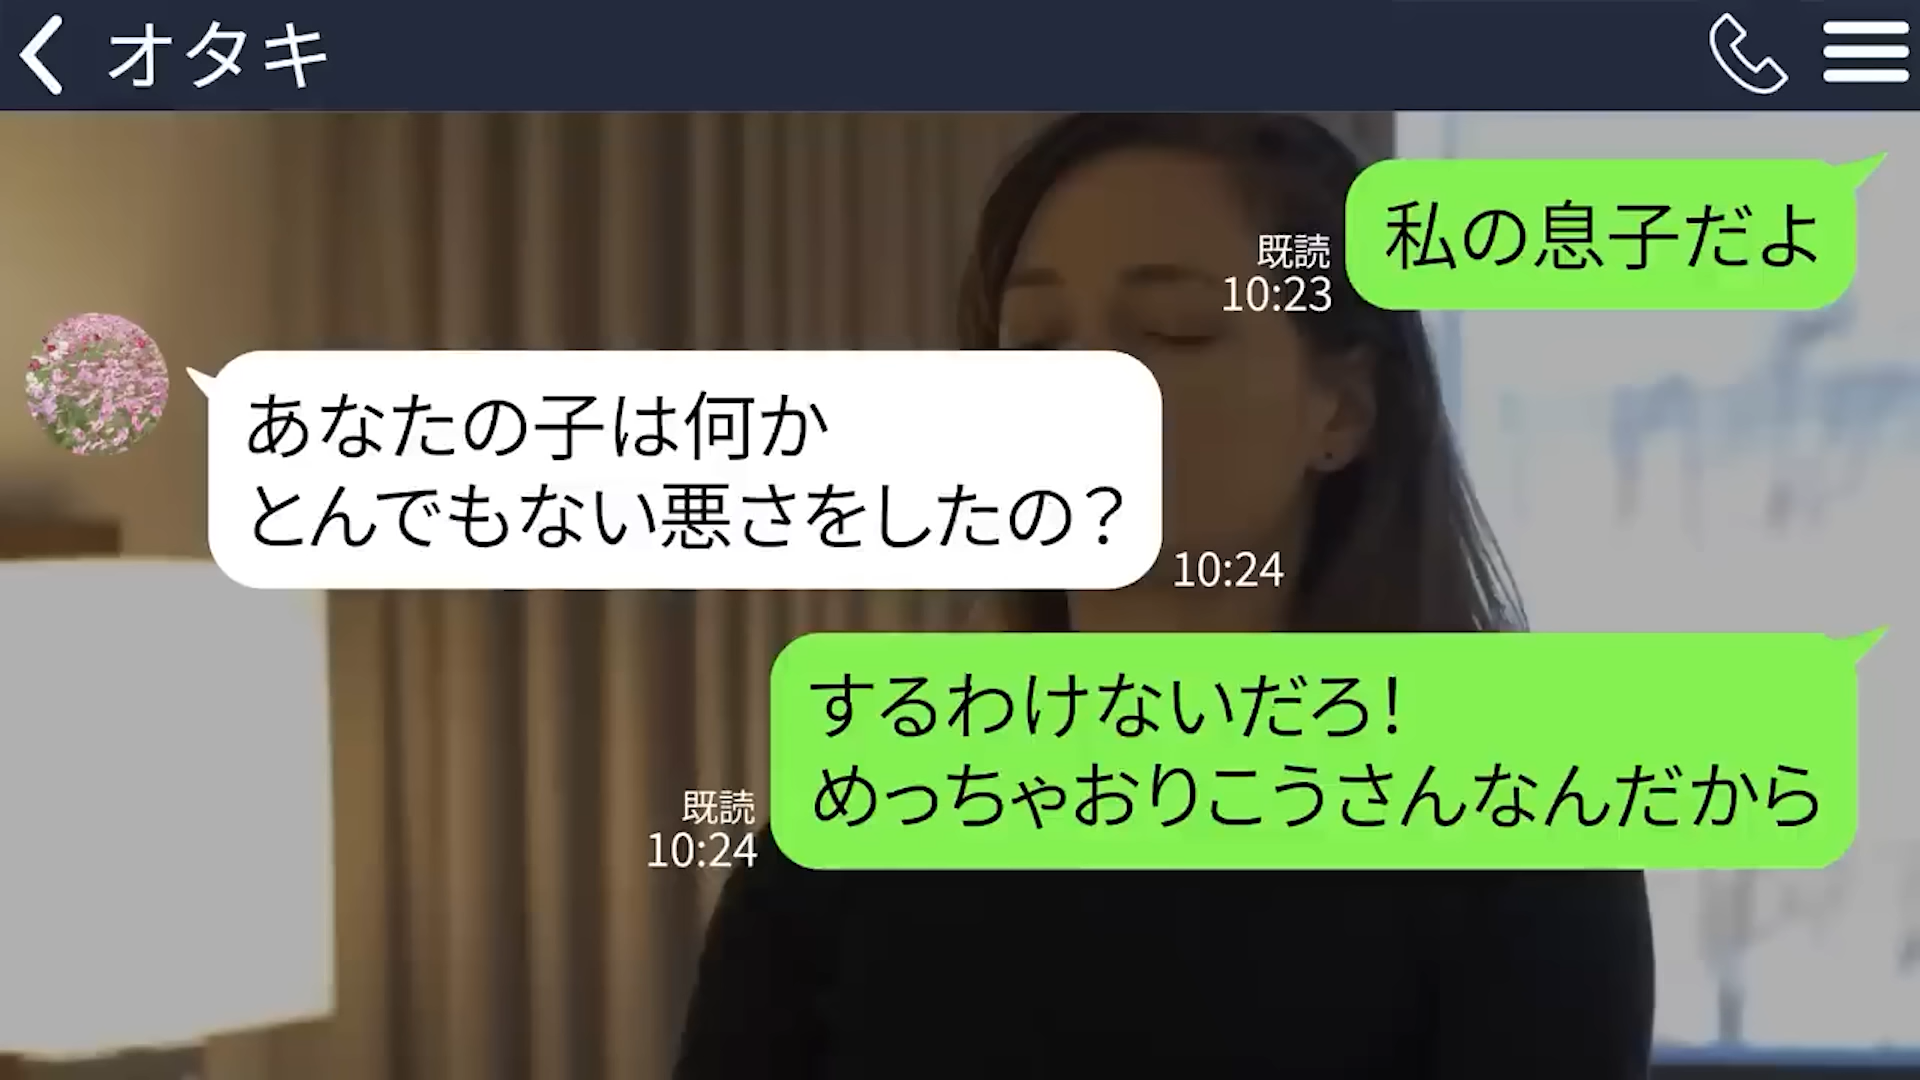 オタキ
私の息子だよ
既読
10:23
あなたの子は何か
とんでもない悪さをしたの？
10:24
するわけないだろ！
めっちゃおりこうさんなんだから
既読
10:24